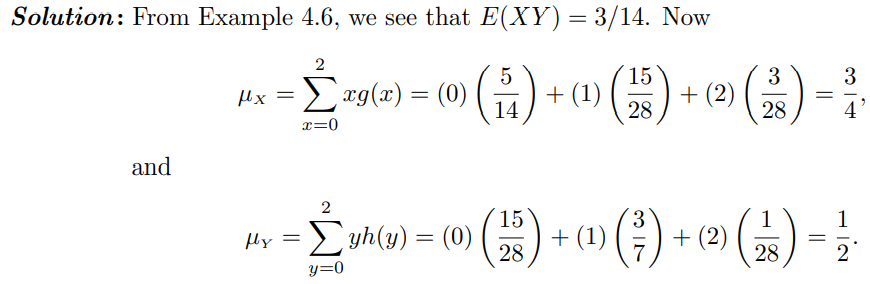 Solution: From Example 4.6, we see that E(XY) = 3/14. Now
μ_X = ∑_{x=0}^{2} xg(x) = (0) (5/14) + (1) (15/28) + (2) (3/28) = 3/4,
and
μ_Y = ∑_{y=0}^{2} yh(y) = (0) (15/28) + (1) (3/7) + (2) (1/28) = 1/2.